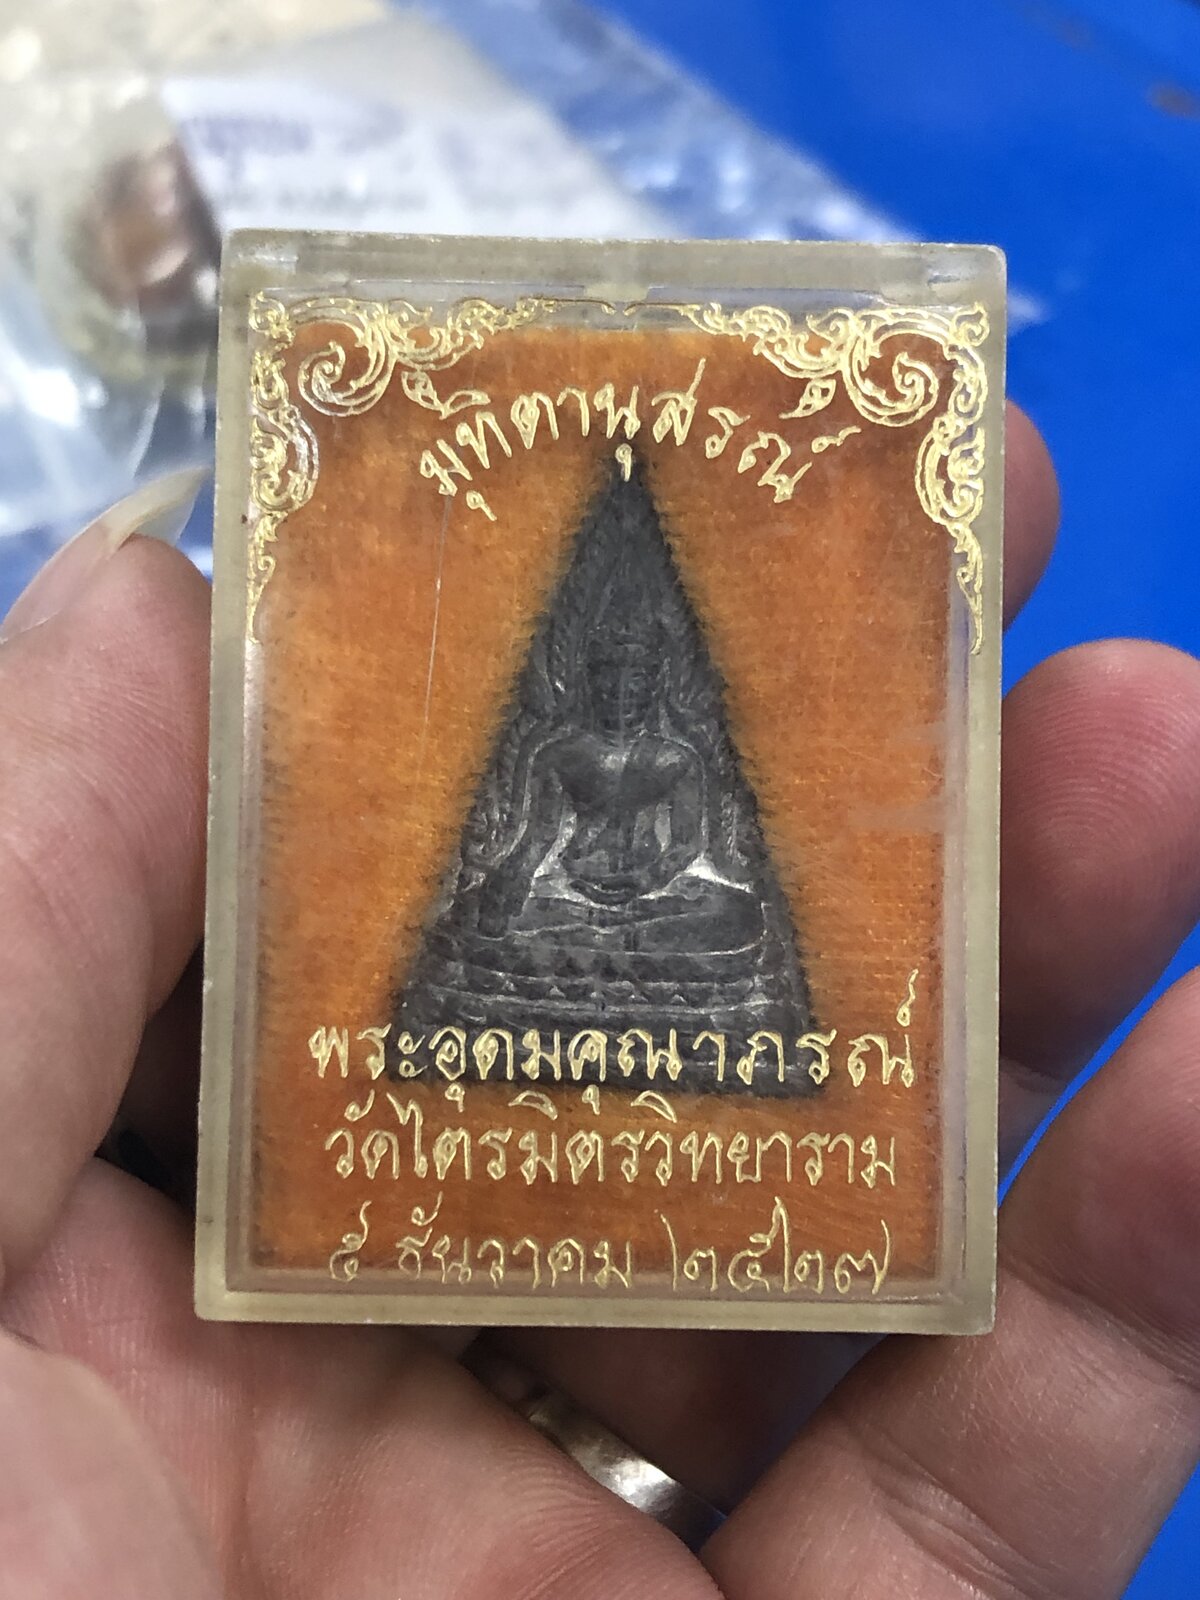 มุทิตานุสรณ์
พระอุดมคุณาภรณ์
วัดไตรมิตรวิทยาราม
๕ ธันวาคม ๒๕๒๗